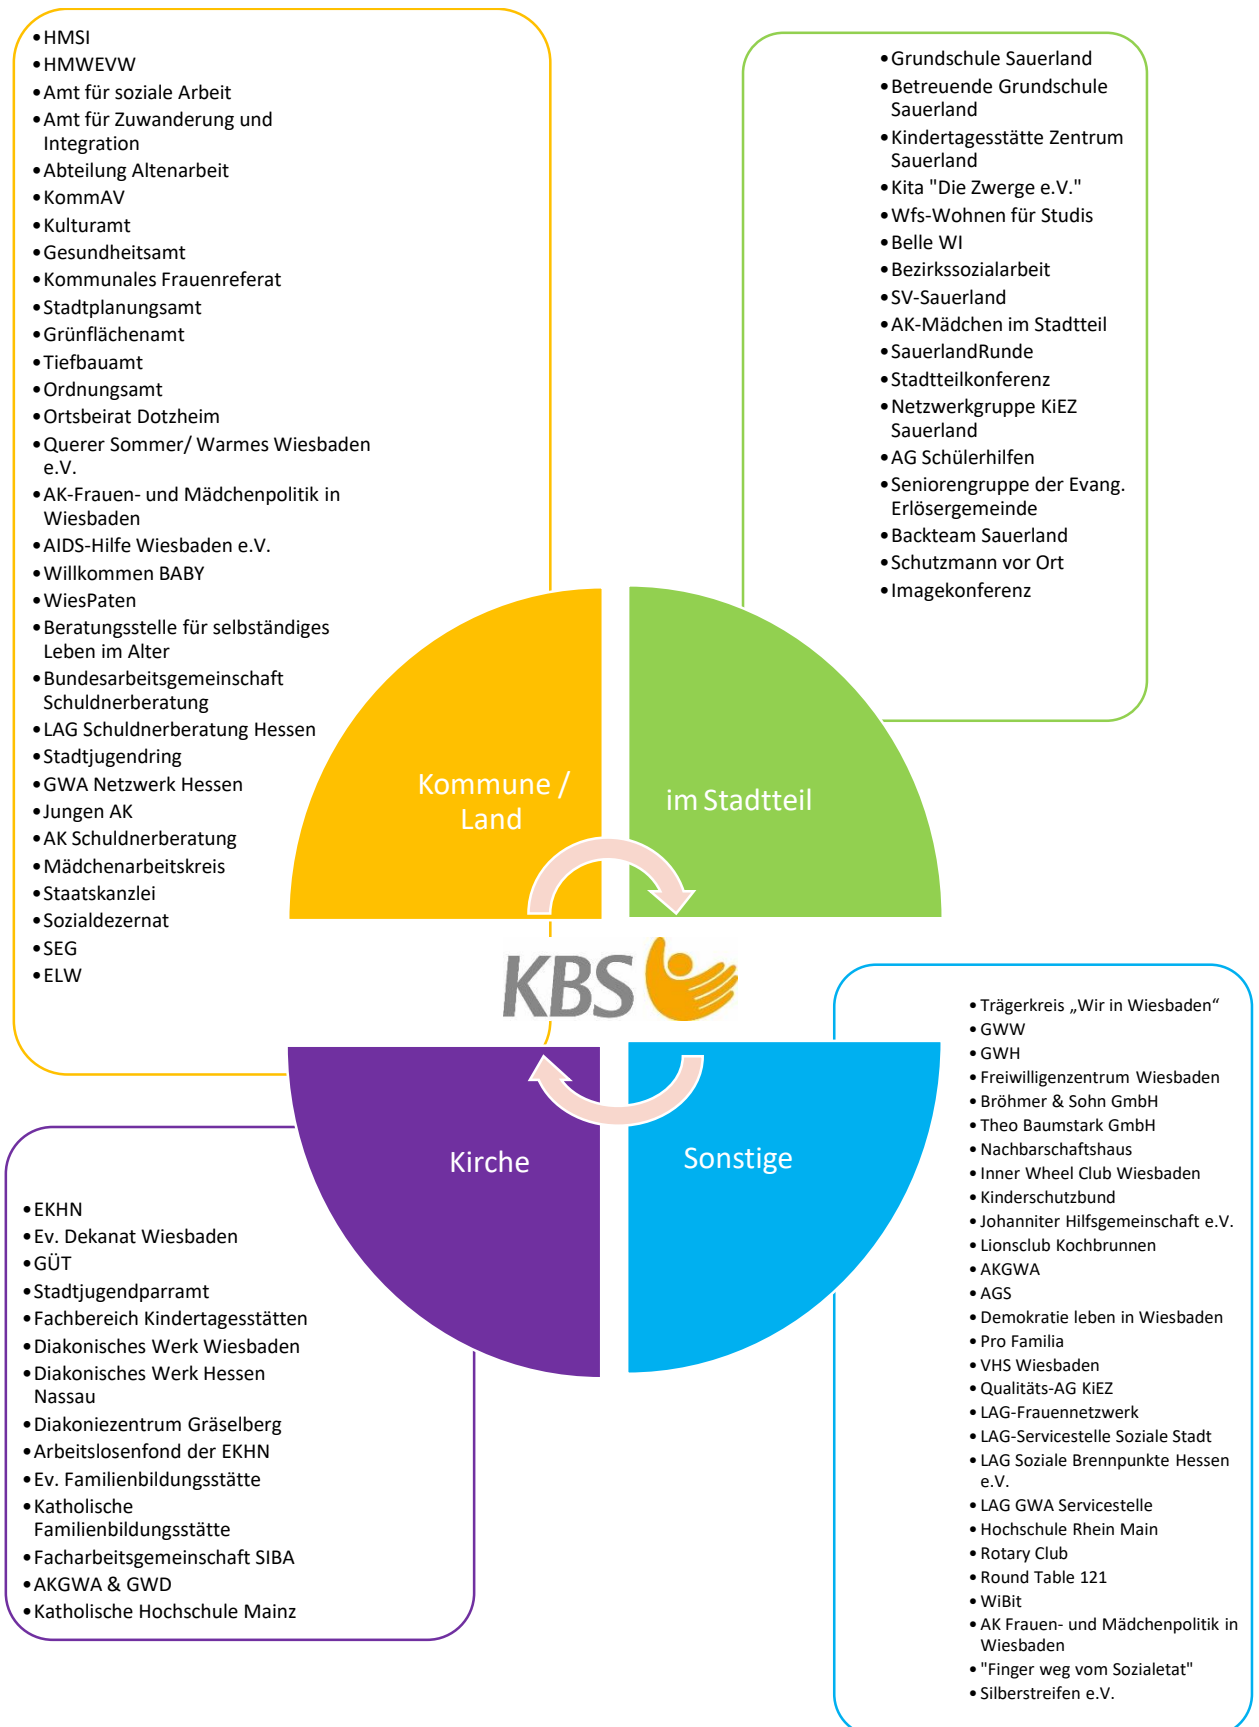 •HMSI
•HMWEVW
•Amt für soziale Arbeit
•Amt für Zuwanderung und
Integration
•Abteilung Altenarbeit
•KommAV
•Kulturamt
•Gesundheitsamt
•Kommunales Frauenreferat
•Stadtplanungsamt
•Grünflächenamt
•Tiefbauamt
•Ordnungsamt
•Ortsbeirat Dotzheim
•Querer Sommer/ Warmes Wiesbaden
e.V.
•AK-Frauen- und Mädchenpolitik in
Wiesbaden
•AIDS-Hilfe Wiesbaden e.V.
•Willkommen BABY
•WiesPaten
•Beratungsstelle für selbständiges
Leben im Alter
•Bundesarbeitsgemeinschaft
Schuldnerberatung
•LAG Schuldnerberatung Hessen
•Stadtjugendring
•GWA Netzwerk Hessen
•Jungen AK
•AK Schuldnerberatung
•Mädchenarbeitskreis
•Staatskanzlei
•Sozialdezernat
•SEG
•ELW
•Grundschule Sauerland
•Betreuende Grundschule
Sauerland
•Kindertagesstätte Zentrum
Sauerland
•Kita "Die Zwerge e.V."
•Wfs-Wohnen für Studis
•Belle WI
•Bezirkssozialarbeit
•SV-Sauerland
•AK-Mädchen im Stadtteil
•SauerlandRunde
•Stadtteilkonferenz
•Netzwerkgruppe KiEZ
Sauerland
•AG Schülerhilfen
•Seniorengruppe der Evang.
Erlösergemeinde
•Backteam Sauerland
•Schutzmann vor Ort
•Imagekonferenz
Kommune /
Land
im Stadtteil
KBS
Kirche
Sonstige
•EKHN
•Ev. Dekanat Wiesbaden
•GÜT
•Stadtjugendparramt
•Fachbereich Kindertagesstätten
•Diakonisches Werk Wiesbaden
•Diakonisches Werk Hessen
Nassau
•Diakoniezentrum Gräselberg
•Arbeitslosenfond der EKHN
•Ev. Familienbildungsstätte
•Katholische
Familienbildungsstätte
•Facharbeitsgemeinschaft SIBA
•AKGWA & GWD
•Katholische Hochschule Mainz
•Trägerkreis „Wir in Wiesbaden“
•GWW
•GWH
•Freiwilligenzentrum Wiesbaden
•Bröhmer & Sohn GmbH
•Theo Baumstark GmbH
•Nachbarschaftshaus
•Inner Wheel Club Wiesbaden
•Kinderschutzbund
•Johanniter Hilfsgemeinschaft e.V.
•Lionsclub Kochbrunnen
•AKGWA
•AGS
•Demokratie leben in Wiesbaden
•Pro Familia
•VHS Wiesbaden
•Qualitäts-AG KiEZ
•LAG-Frauennetzwerk
•LAG-Servicestelle Soziale Stadt
•LAG Soziale Brennpunkte Hessen
e.V.
•LAG GWA Servicestelle
•Hochschule Rhein Main
•Rotary Club
•Round Table 121
•WiBit
•AK Frauen- und Mädchenpolitik in
Wiesbaden
•"Finger weg vom Sozialetat"
•Silberstreifen e.V.